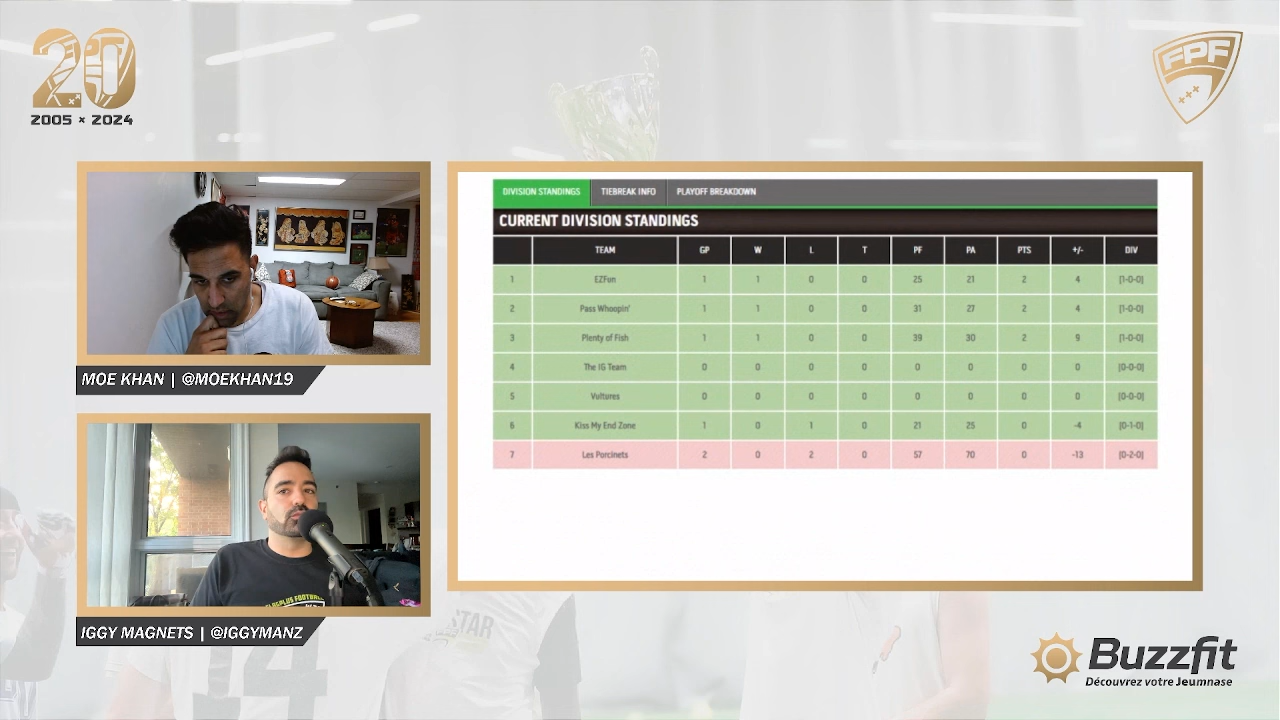 20
2005 × 2024
FPF
MOE KHAN | @MOEKHAN19
IGGY MAGNETS | @IGGYMANZ
DIVISION STANDINGS TIEBREAK INFO PLAYOFF BREAKDOWN
CURRENT DIVISION STANDINGS
TEAM GP W L T PF PA PTS +/- DIV
1 EZFun 1 1 0 0 25 21 2 4 [1-0-0]
2 Pass Whoopin' 1 1 0 0 31 27 2 4 [1-0-0]
3 Plenty of Fish 1 1 0 0 39 30 2 9 [1-0-0]
4 The IG Team 0 0 0 0 0 0 0 0 [0-0-0]
5 Vultures 0 0 0 0 0 0 0 0 [0-0-0]
6 Kiss My End Zone 1 0 1 0 21 25 0 -4 [0-1-0]
7 Les Porcinets 2 0 2 0 57 70 0 -13 [0-2-0]
STAR
14
Buzzfit
Découvrez votre Jeumnase